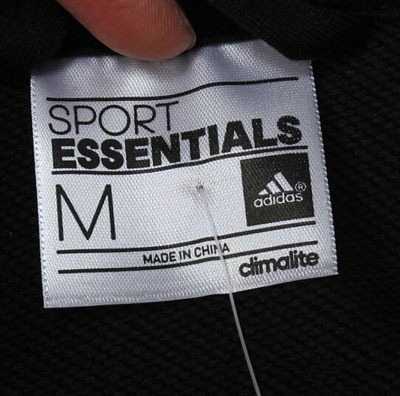 SPORT
ESSENTIALS
M
adidas®
MADE IN CHINA
climalite